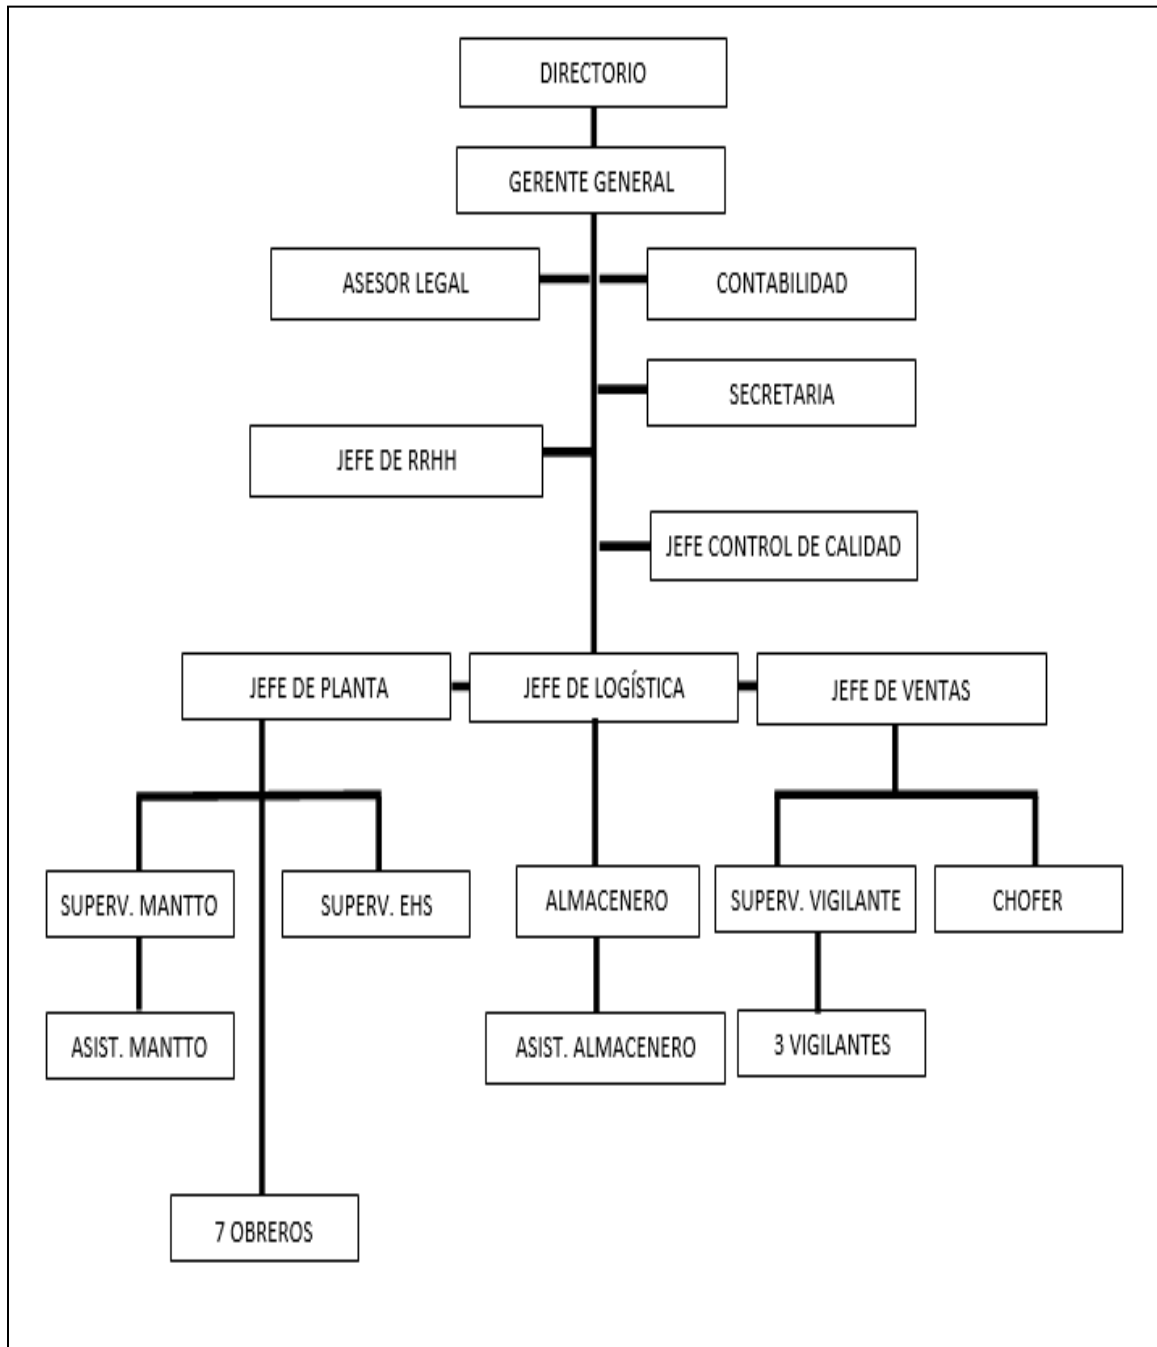 DIRECTORIO
GERENTE GENERAL
ASESOR LEGAL
CONTABILIDAD
SECRETARIA
JEFE DE RRHH
JEFE CONTROL DE CALIDAD
JEFE DE PLANTA
JEFE DE LOGÍSTICA
JEFE DE VENTAS
SUPERV. MANTTO
SUPERV. EHS
ALMACENERO
SUPERV. VIGILANTE
CHOFER
ASIST. MANTTO
ASIST. ALMACENERO
3 VIGILANTES
7 OBREROS